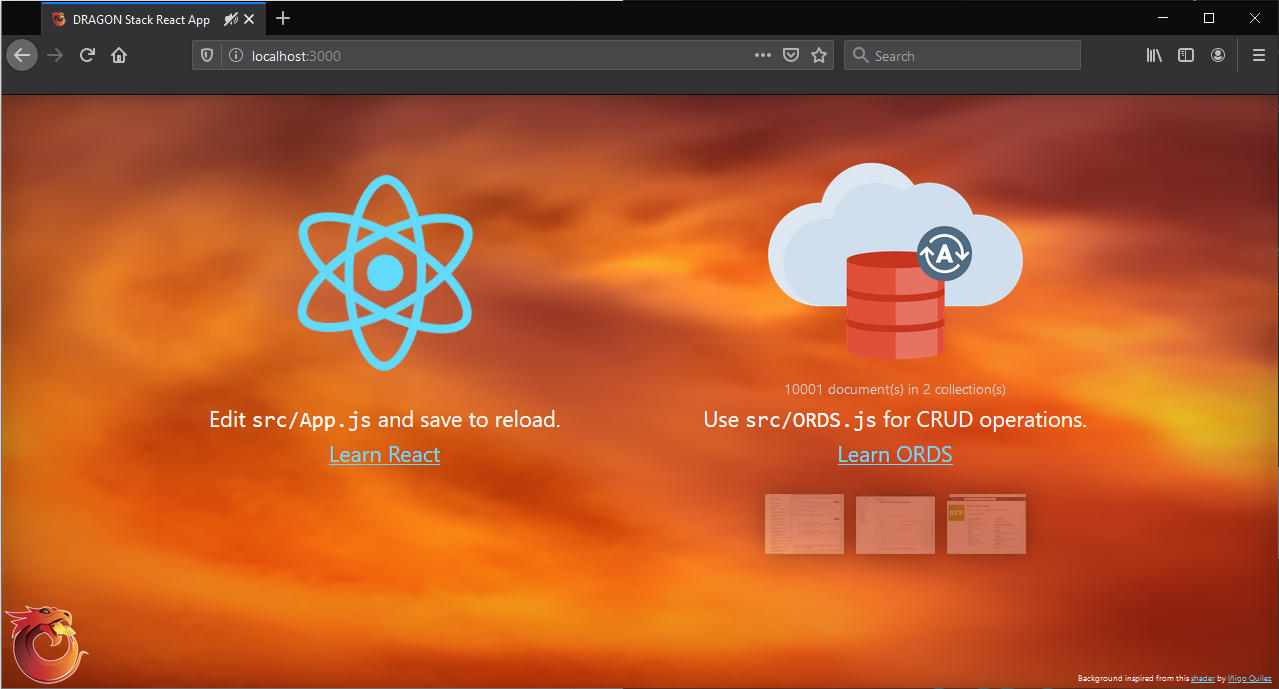 DRAGON Stack React App
localhost:3000
Search
A
10001 document(s) in 2 collection(s)
Edit src/App.js and save to reload.
Use src/ORDS.js for CRUD operations.
Learn React
Learn ORDS
ATP
Background inspired from this shader by Iñigo Quilez